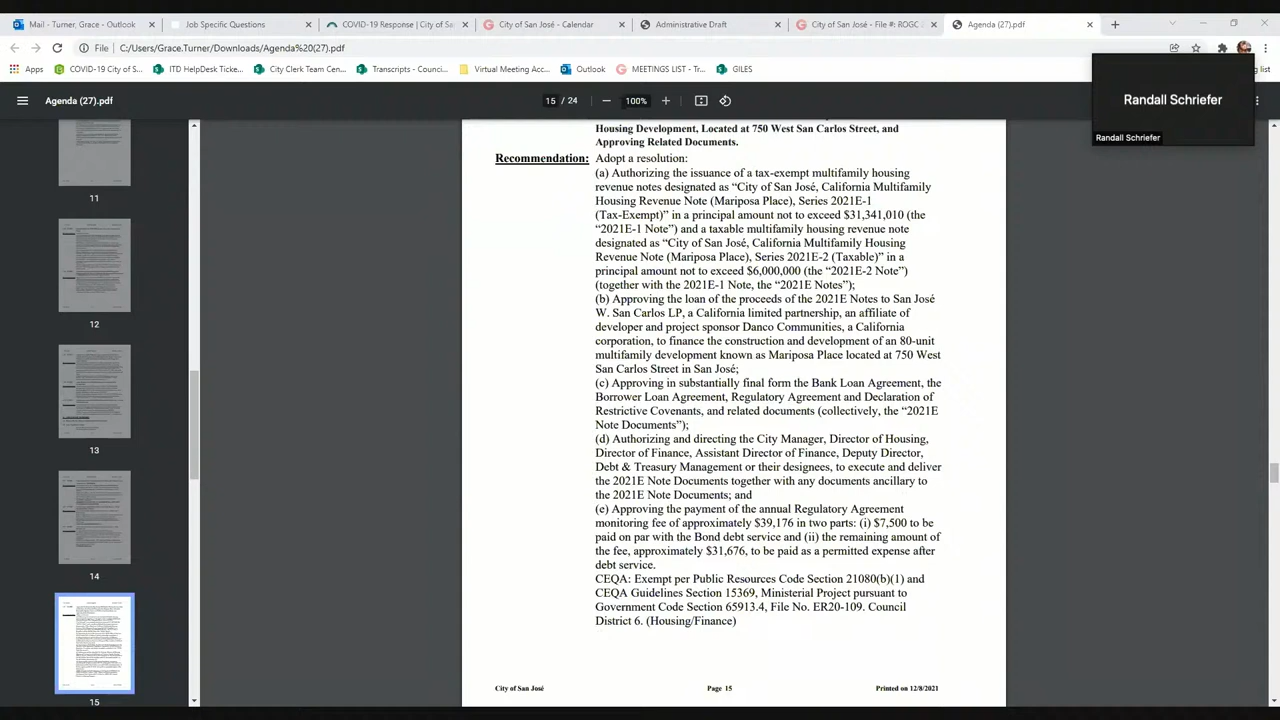 Mail - Turner, Grace - Outlook
Job Specific Questions
COVID-19 Response | City of Sa
City of San José - Calendar
Administrative Draft
City of San José - File #: ROGC
Agenda (27).pdf
File
C:/Users/Grace.Turner/Downloads/Agenda%20(27).pdf
Apps
COVID-19 City of S...
ITD HelpDesk Ticke...
City Clerk Team Cen...
Transcripts - Counci...
Virtual Meeting Acc...
Outlook
MEETINGS LIST - Tr...
GILES
ng list
Agenda (27).pdf
15 / 24
100%
Randall Schriefer
Randall Schriefer
11
12
13
14
15
Housing Development, Located at 750 West San Carlos Street, and
Approving Related Documents.
Recommendation: Adopt a resolution:
(a) Authorizing the issuance of a tax-exempt multifamily housing
revenue notes designated as “City of San José, California Multifamily
Housing Revenue Note (Mariposa Place), Series 2021E-1
(Tax-Exempt)” in a principal amount not to exceed $31,341,010 (the
“2021E-1 Note”) and a taxable multifamily housing revenue note
designated as “City of San José, California Multifamily Housing
Revenue Note (Mariposa Place), Series 2021E-2 (Taxable)” in a
principal amount not to exceed $6,000,000 (the “2021E-2 Note”)
(together with the 2021E-1 Note, the “2021E Notes”);
(b) Approving the loan of the proceeds of the 2021E Notes to San José
W. San Carlos LP, a California limited partnership, an affiliate of
developer and project sponsor Danco Communities, a California
corporation, to finance the construction and development of an 80-unit
multifamily development known as Mariposa Place located at 750 West
San Carlos Street in San José;
(c) Approving in substantially final form the Bank Loan Agreement, the
Borrower Loan Agreement, Regulatory Agreement and Declaration of
Restrictive Covenants, and related documents (collectively, the “2021E
Note Documents”);
(d) Authorizing and directing the City Manager, Director of Housing,
Director of Finance, Assistant Director of Finance, Deputy Director,
Debt & Treasury Management or their designees, to execute and deliver
the 2021E Note Documents together with any documents ancillary to
the 2021E Note Documents; and
(e) Approving the payment of the annual Regulatory Agreement
monitoring fee of approximately $39,176 in two parts: (i) $7,500 to be
paid on par with the Bond debt service and (ii) the remaining amount of
the fee, approximately $31,676, to be paid as a permitted expense after
debt service.
CEQA: Exempt per Public Resources Code Section 21080(b)(1) and
CEQA Guidelines Section 15369, Ministerial Project pursuant to
Government Code Section 65913.4, File No. ER20-109. Council
District 6. (Housing/Finance)
City of San José
Page 15
Printed on 12/8/2021